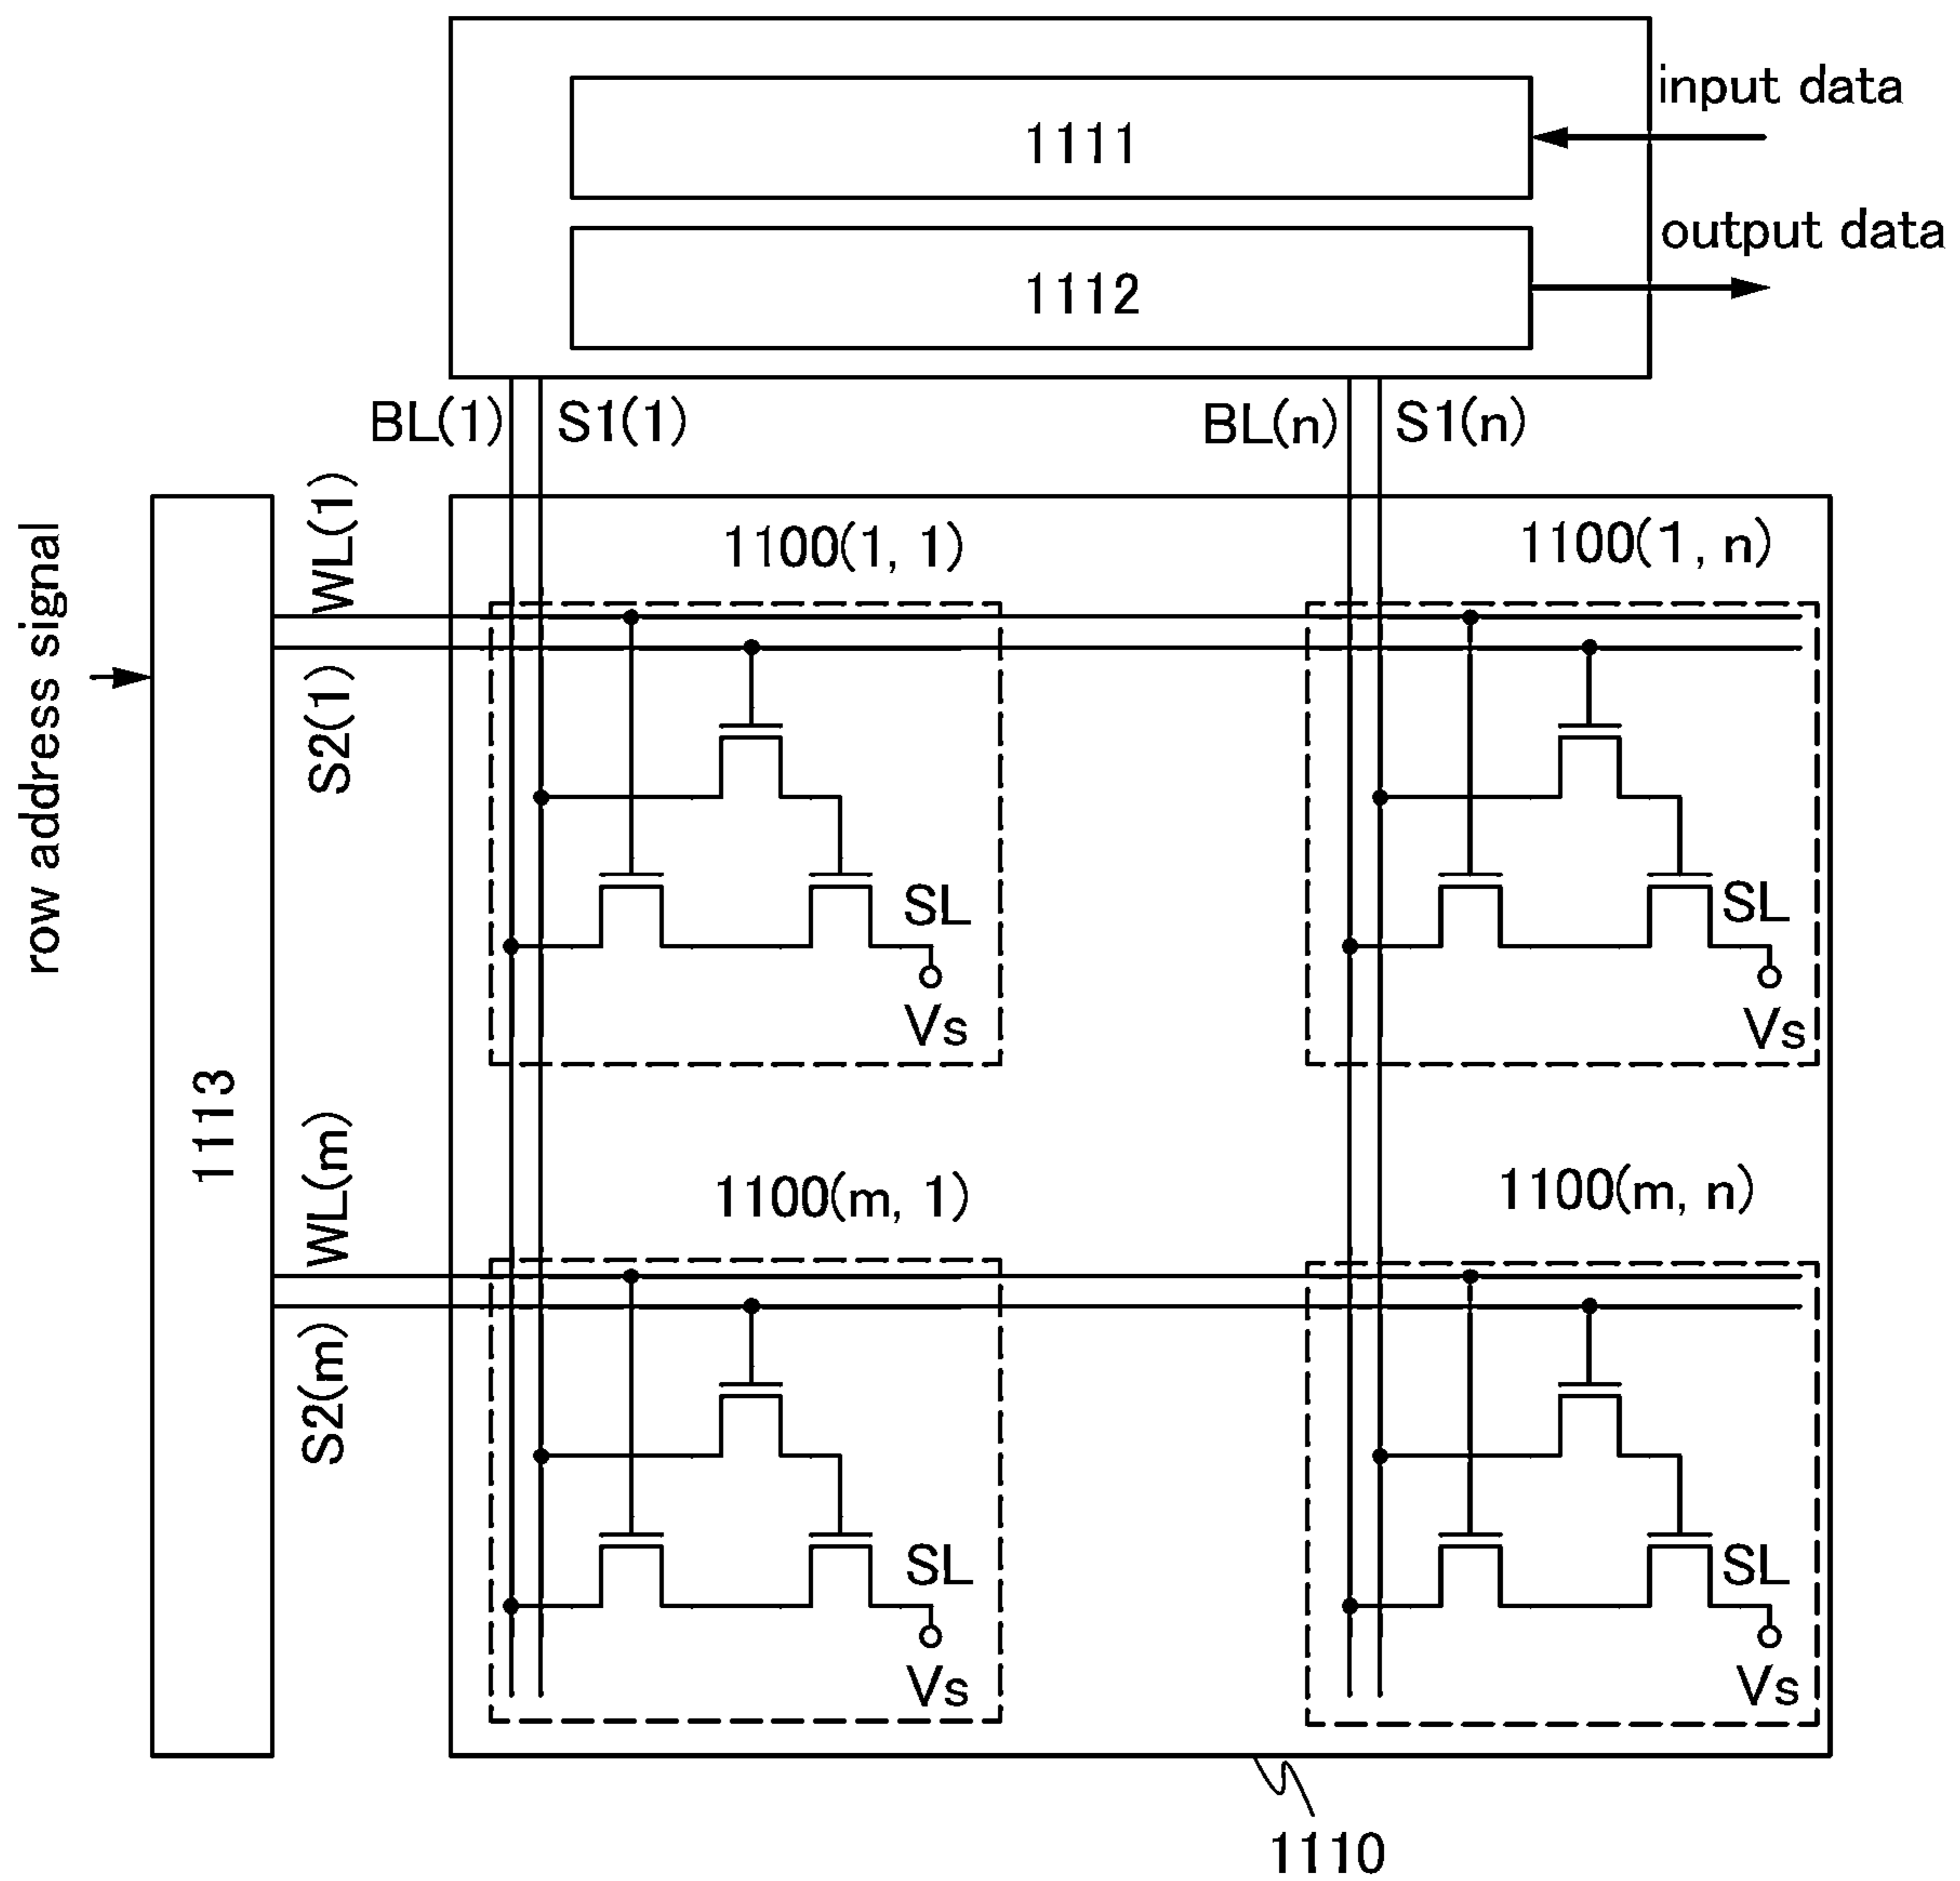 input data
1111
output data
1112
BL(1)
S1(1)
BL(n)
S1(n)
row address signal
1113
WL(1)
S2(1)
1100(1, 1)
1100(1, n)
SL
Vs
SL
Vs
WL(m)
S2(m)
1100(m, 1)
1100(m, n)
SL
Vs
SL
Vs
1110